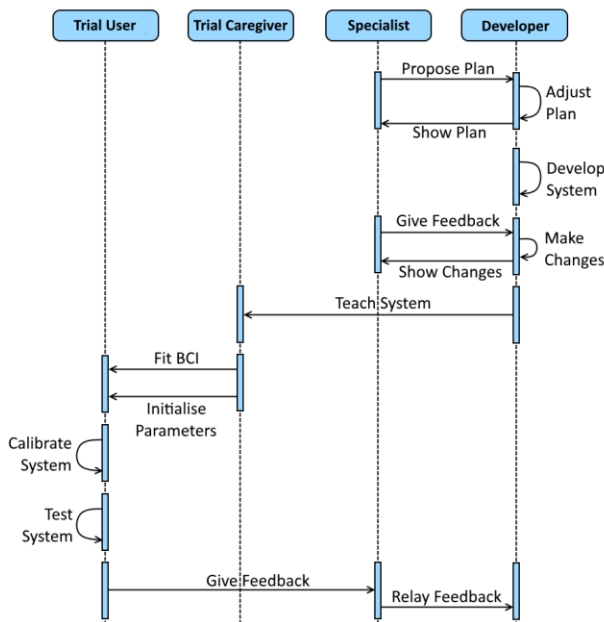 Trial User
Trial Caregiver
Specialist
Developer
Propose Plan
Adjust
Plan
Show Plan
Develop
System
Give Feedback
Make
Changes
Show Changes
Teach System
Fit BCI
Initialise
Parameters
Calibrate
System
Test
System
Give Feedback
Relay Feedback